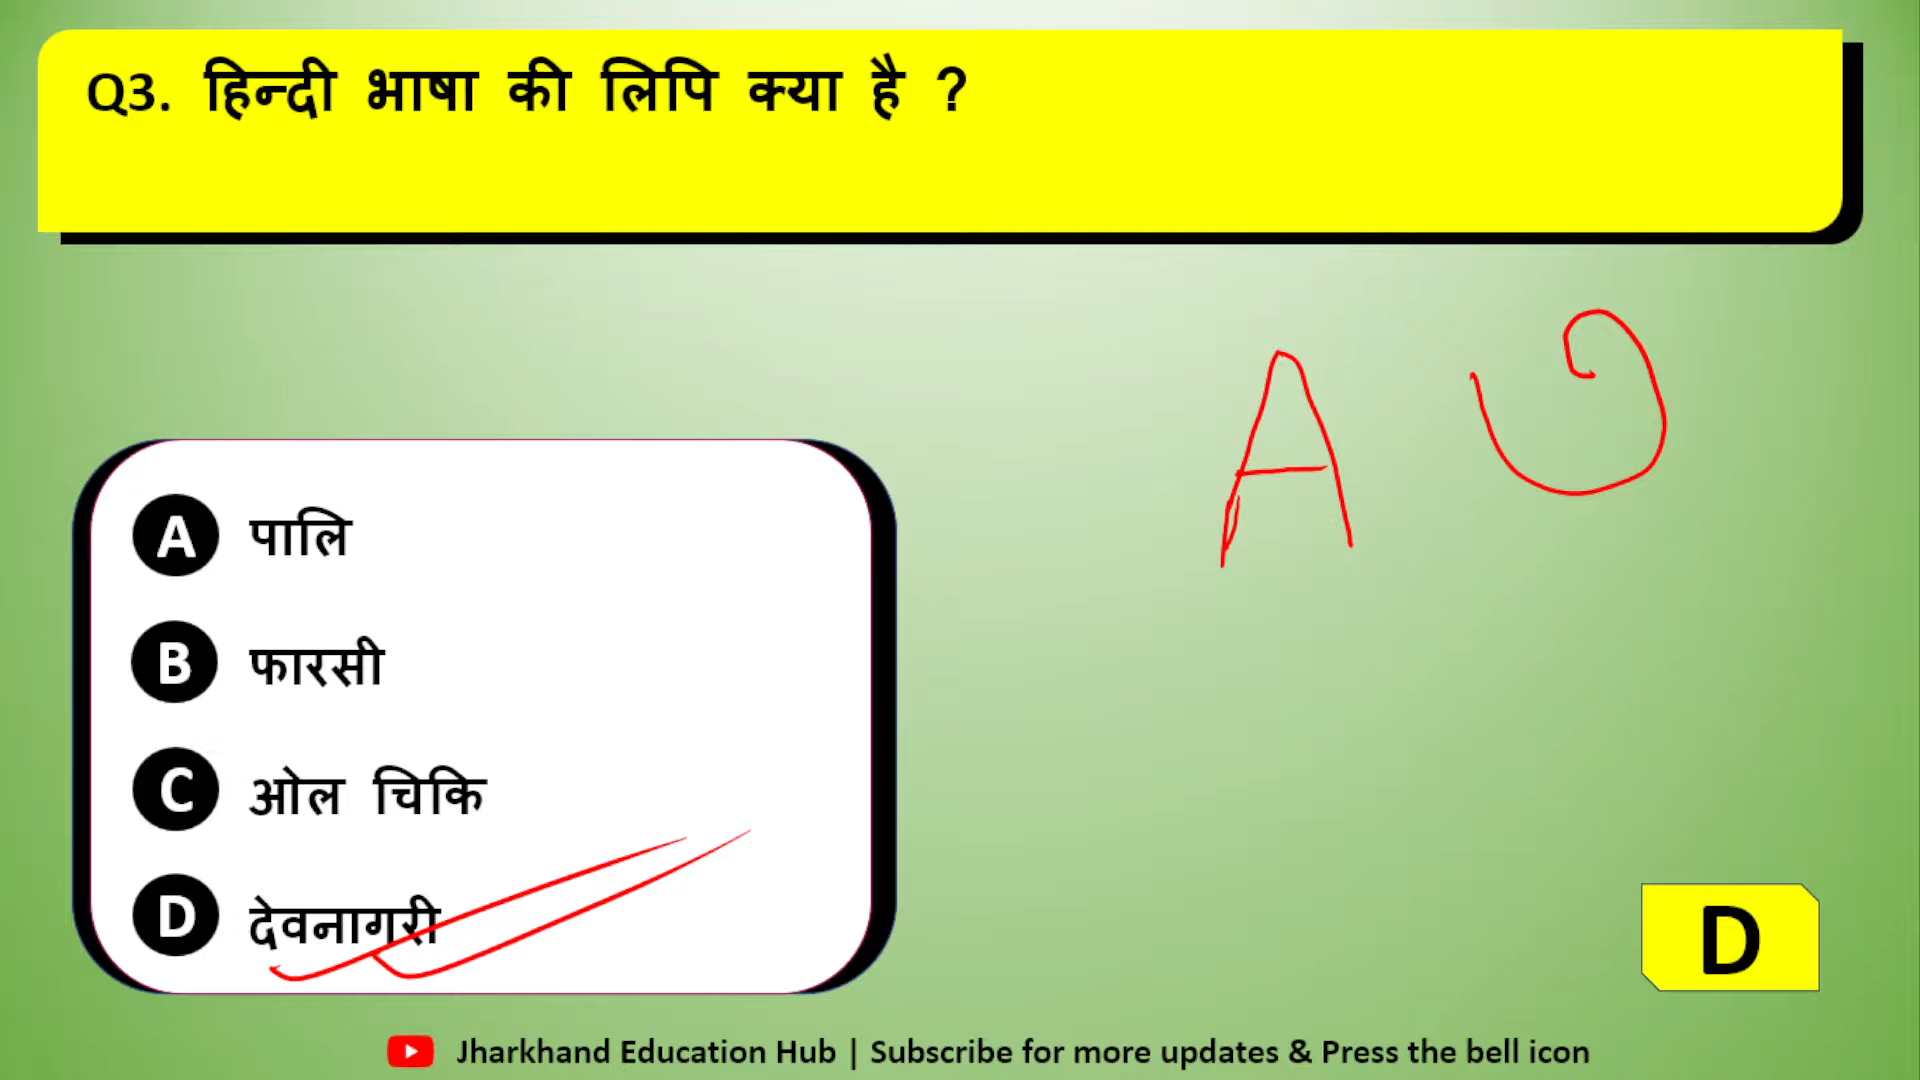 Q3. हिन्दी भाषा की लिपि क्या है ?
A
A पालि
B फारसी
C ओल चिकि
D देवनागरी
D
Jharkhand Education Hub | Subscribe for more updates & Press the bell icon